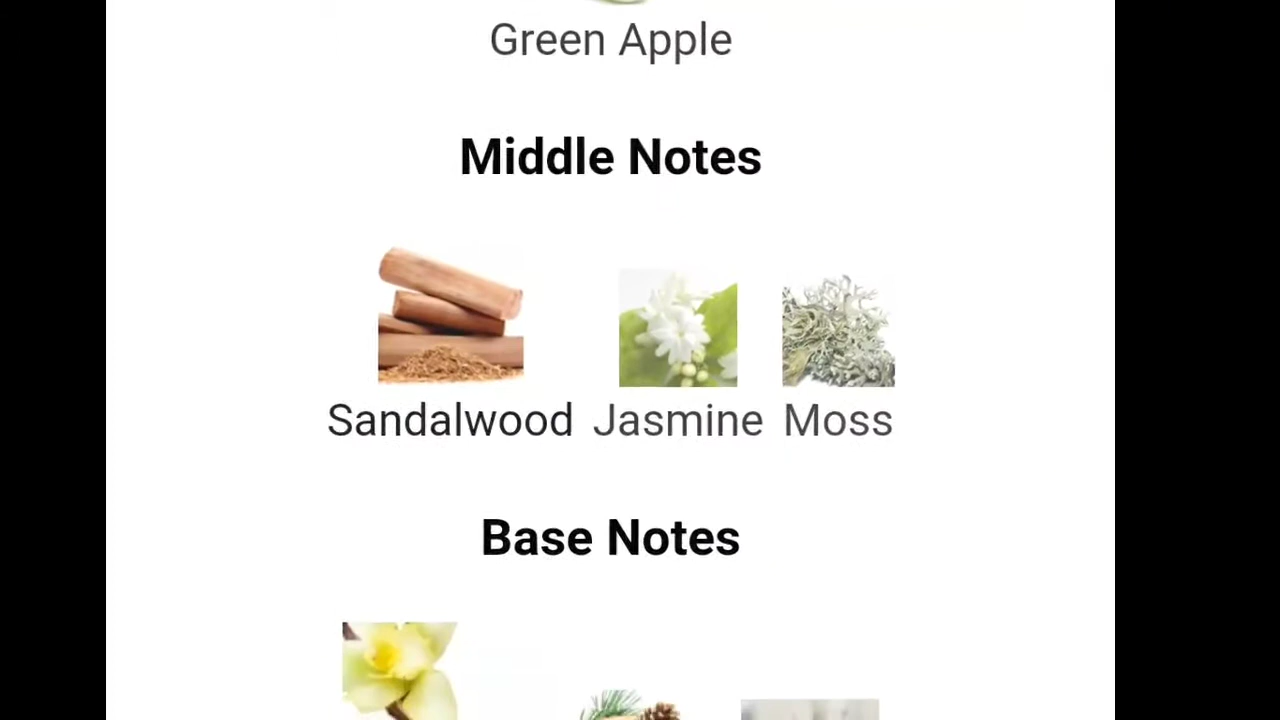 Green Apple
Middle Notes
Sandalwood Jasmine Moss
Base Notes